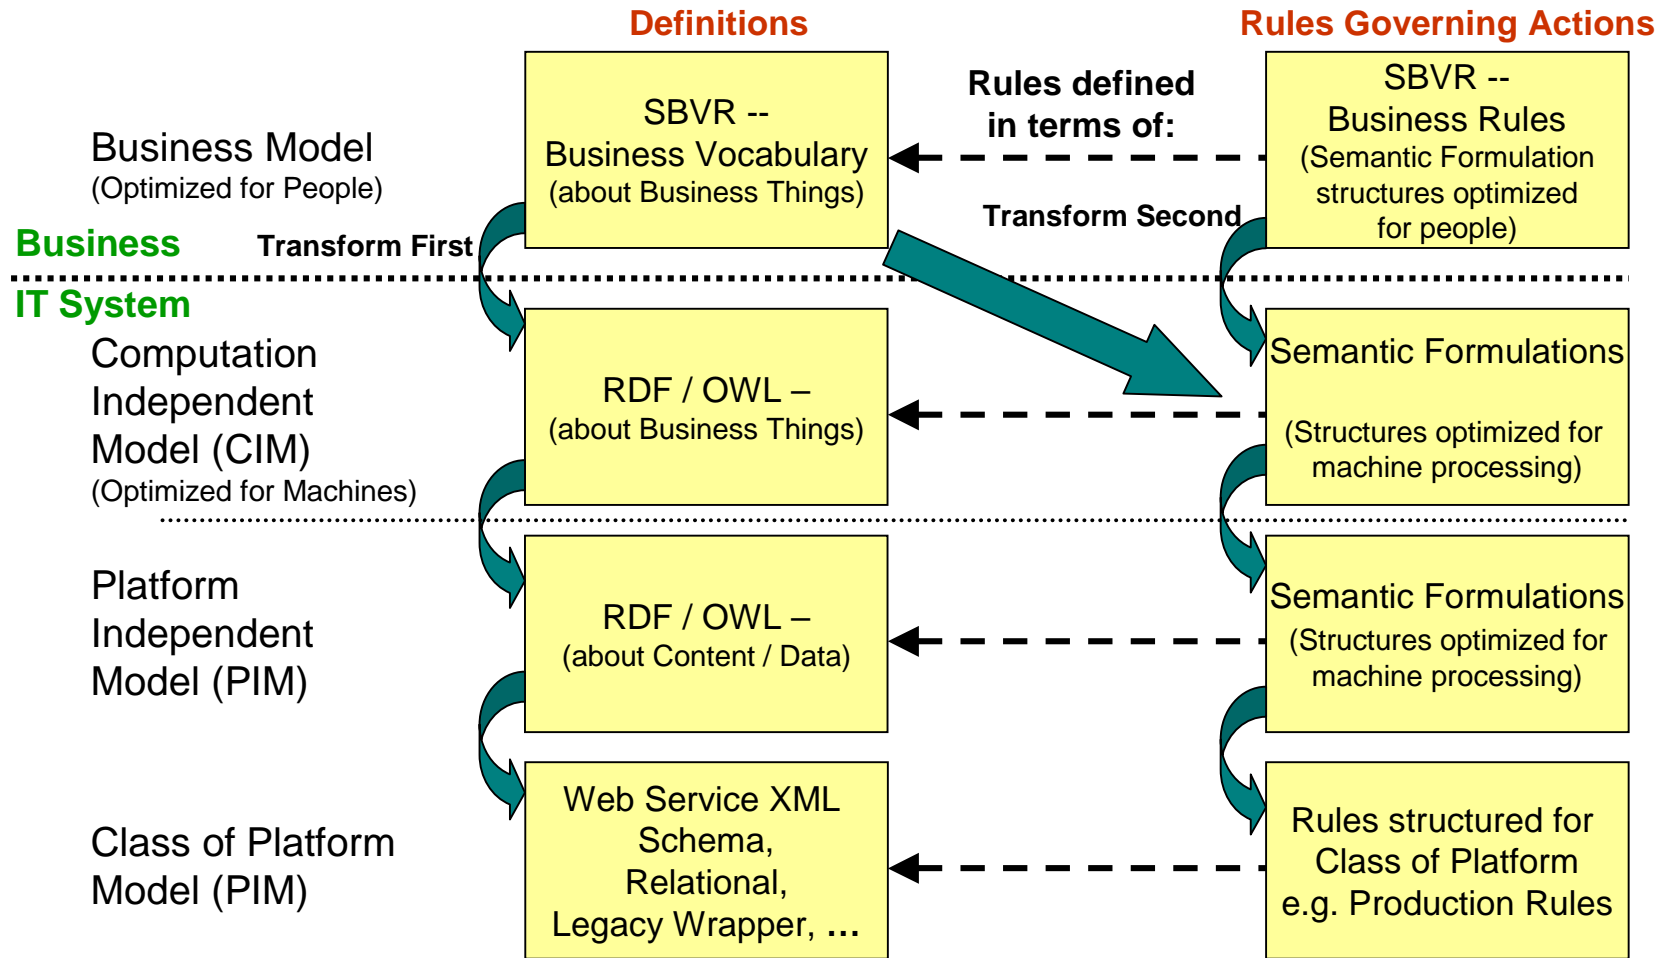 Definitions
Rules Governing Actions
Business Model
(Optimized for People)
SBVR --
Business Vocabulary
(about Business Things)
Rules defined
in terms of:
SBVR --
Business Rules
(Semantic Formulation
structures optimized
for people)
Transform Second
Business
Transform First
IT System
Computation
Independent
Model (CIM)
(Optimized for Machines)
RDF / OWL –
(about Business Things)
Semantic Formulations
(Structures optimized for
machine processing)
Platform
Independent
Model (PIM)
RDF / OWL –
(about Content / Data)
Semantic Formulations
(Structures optimized for
machine processing)
Class of Platform
Model (PIM)
Web Service XML
Schema,
Relational,
Legacy Wrapper, ...
Rules structured for
Class of Platform
e.g. Production Rules